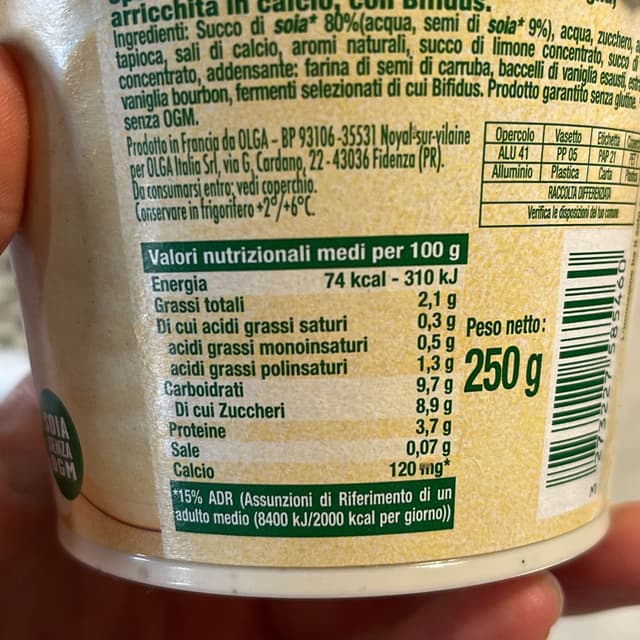 arricchita in calcio, con Bifidus.
Ingredienti: Succo di soia* 80%(acqua, semi di soia* 9%), acqua, zucchero,
tapioca, sali di calcio, aromi naturali, succo di limone concentrato, succo di
concentrato, addensante: farina di semi di carruba, baccelli di vaniglia esausti,
vaniglia bourbon, fermenti selezionati di cui Bifidus. Prodotto garantito senza glutine
senza OGM.
Prodotto in Francia da OLGA - BP 93106-35531 Noyal-sur-vilaine
per OLGA Italia Srl, via G. Cardano, 22 - 43036 Fidenza (PR).
Da consumarsi entro: vedi coperchio.
Conservare in frigorifero +2°/+6°C.
Opercolo Vasetto Etichetta
ALU 41 PP 05 PAP 21
Alluminio Plastica Carta Plastica
RACCOLTA DIFFERENZIATA
Verifica le disposizioni del tuo comune
Valori nutrizionali medi per 100 g
Energia 74 kcal - 310 kJ
Grassi totali 2,1 g
Di cui acidi grassi saturi 0,3 g
acidi grassi monoinsaturi 0,5 g
acidi grassi polinsaturi 1,3 g
Carboidrati 9,7 g
Di cui Zuccheri 8,9 g
Proteine 3,7 g
Sale 0,07 g
Calcio 120 mg*
*15% ADR (Assunzioni di Riferimento di un
adulto medio (8400 kJ/2000 kcal per giorno))
Peso netto:
250 g
SOIA
SENZA
OGM